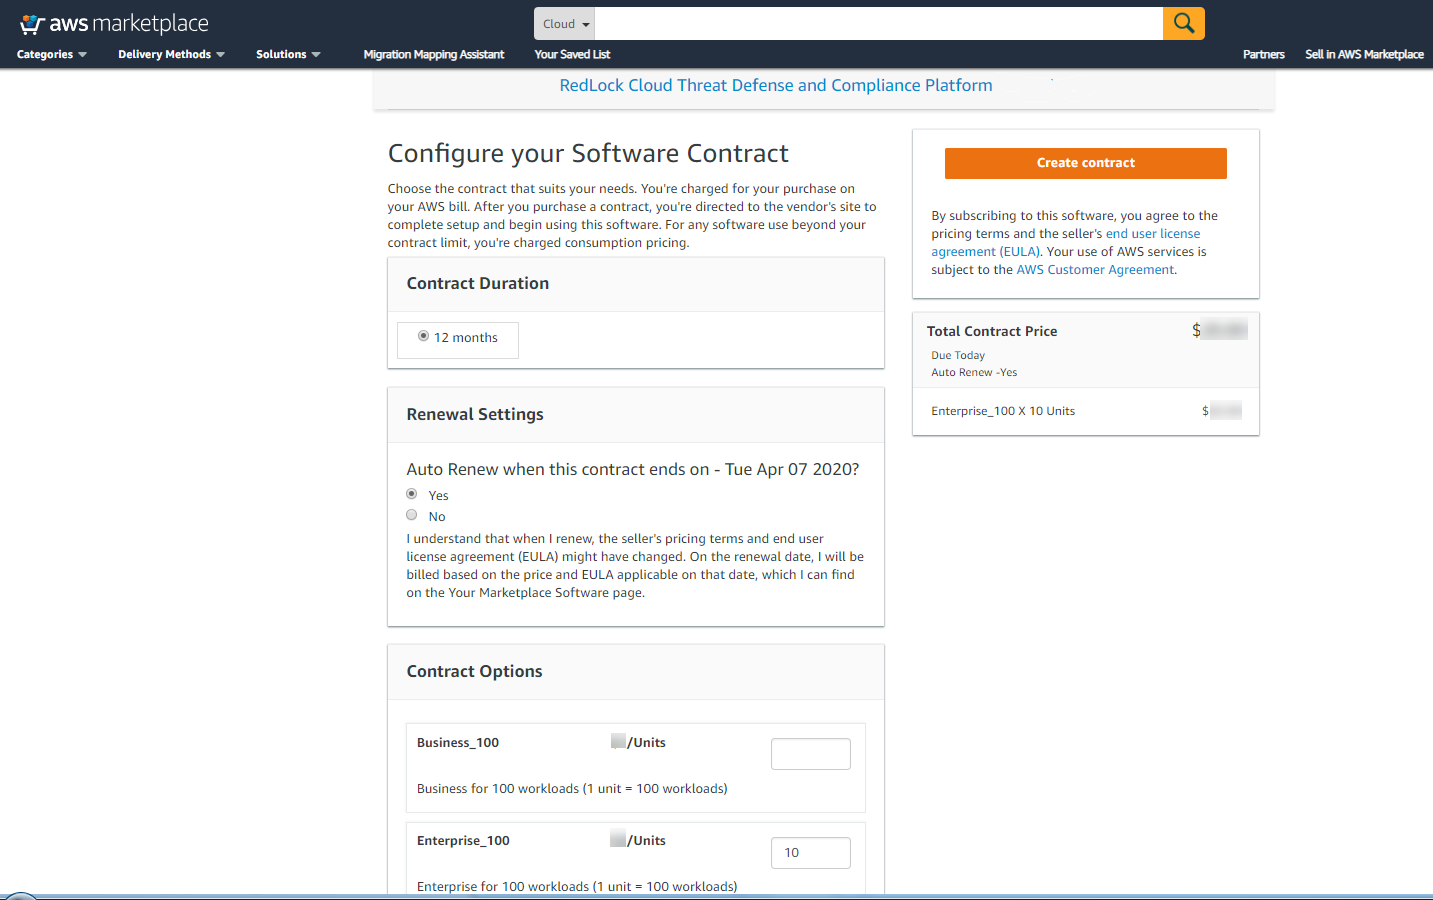 aws marketplace
Cloud
Categories
Delivery Methods
Solutions
Migration Mapping Assistant
Your Saved List
Partners
Sell in AWS Marketplace
RedLock Cloud Threat Defense and Compliance Platform
Configure your Software Contract
Choose the contract that suits your needs. You're charged for your purchase on
your AWS bill. After you purchase a contract, you're directed to the vendor's site to
complete setup and begin using this software. For any software use beyond your
contract limit, you're charged consumption pricing.
Contract Duration
12 months
Renewal Settings
Auto Renew when this contract ends on - Tue Apr 07 2020?
Yes
No
I understand that when I renew, the seller's pricing terms and end user
license agreement (EULA) might have changed. On the renewal date, I will be
billed based on the price and EULA applicable on that date, which I can find
on the Your Marketplace Software page.
Contract Options
Business_100
/Units
Business for 100 workloads (1 unit = 100 workloads)
Enterprise_100
/Units
10
Enterprise for 100 workloads (1 unit = 100 workloads)
Create contract
By subscribing to this software, you agree to the
pricing terms and the seller's end user license
agreement (EULA). Your use of AWS services is
subject to the AWS Customer Agreement.
Total Contract Price
$
Due Today
Auto Renew -Yes
Enterprise_100 X 10 Units
$